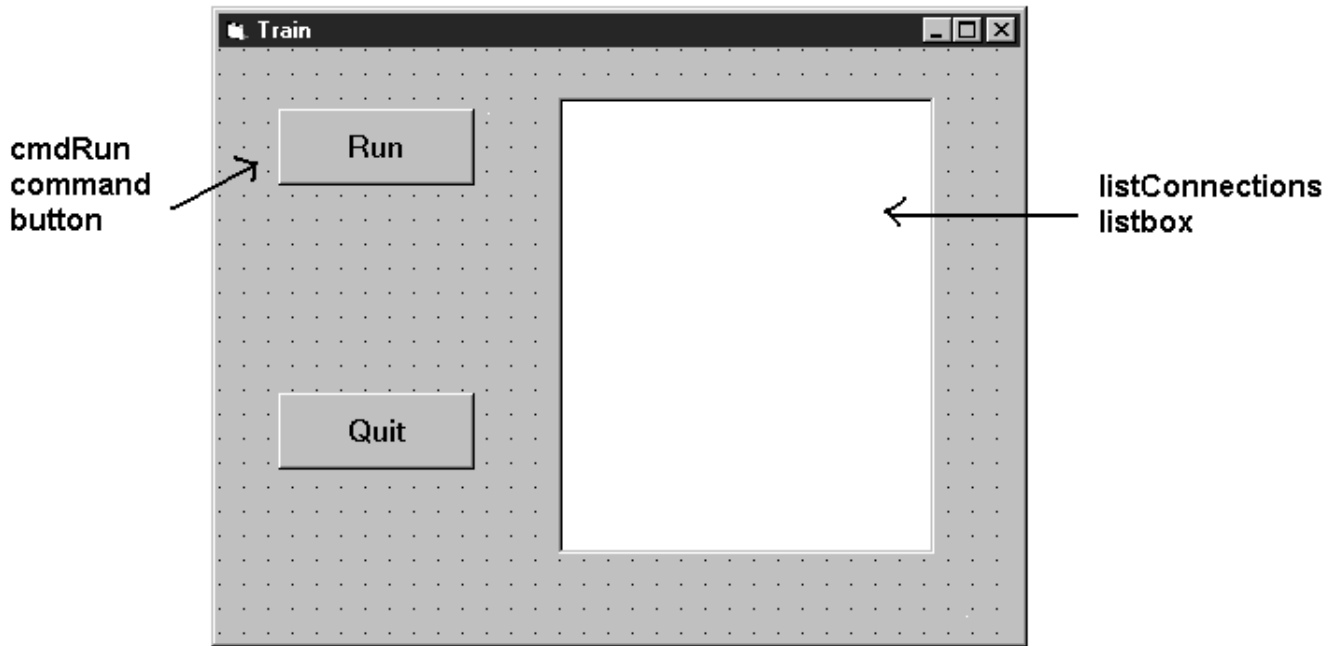 Train
cmdRun
command
button
Run
listConnections
listbox
Quit